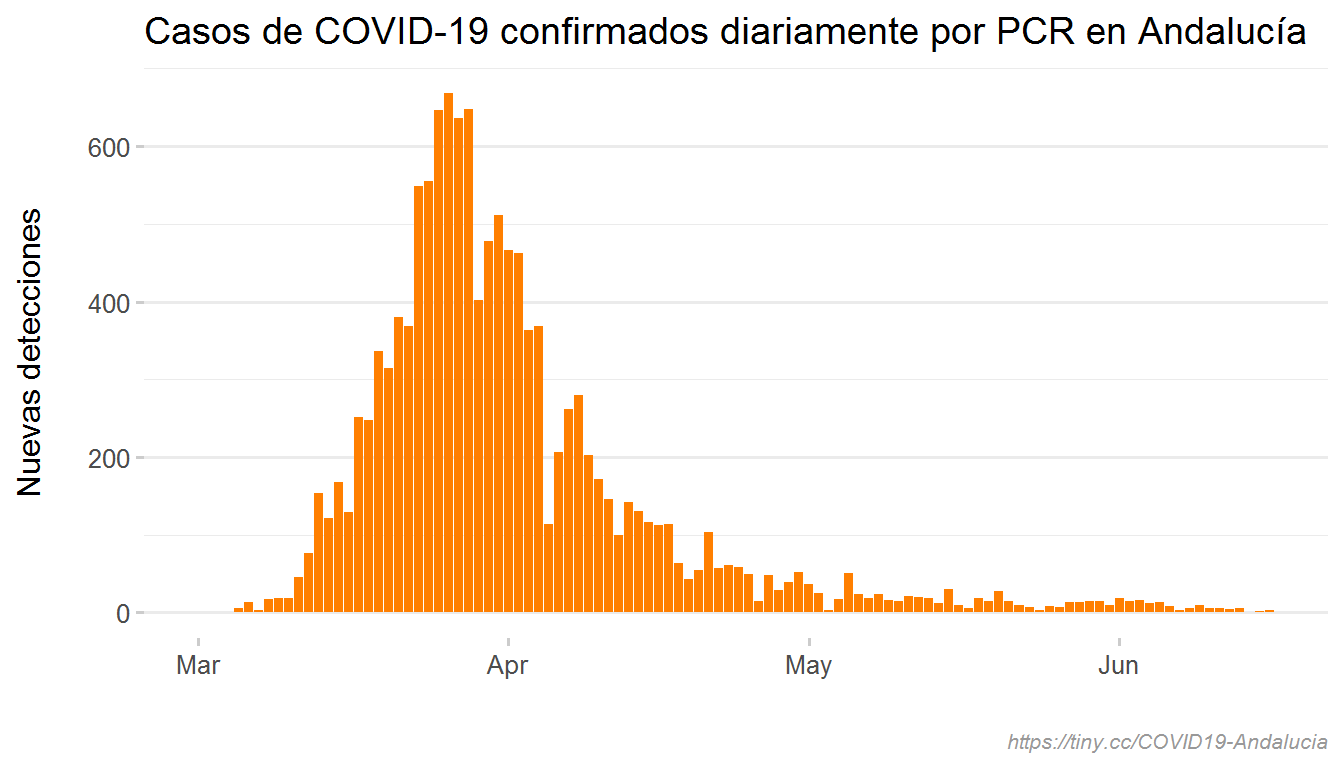 Casos de COVID-19 confirmados diariamente por PCR en Andalucía
Nuevas detecciones
600
400
200
0
Mar
Apr
May
Jun
https://tiny.cc/COVID19-Andalucia